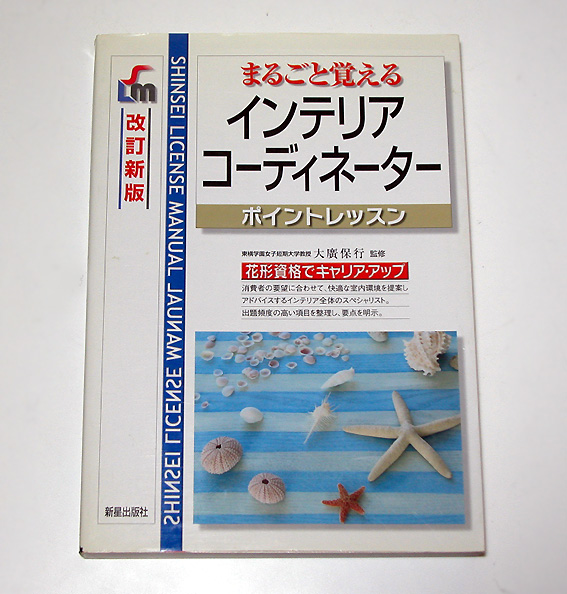 SLM
改訂新版
SHINSEI LICENSE MANUAL
SHINSEI LICENSE MANUAL
まるごと覚える
インテリア
コーディネーター
ポイントレッスン
東横学園女子短期大学教授 大廣保行 監修
花形資格でキャリア・アップ
消費者の要望に合わせて、快適な室内環境を提案し
アドバイスするインテリア全体のスペシャリスト。
出題頻度の高い項目を整理し、要点を明示。
新星出版社